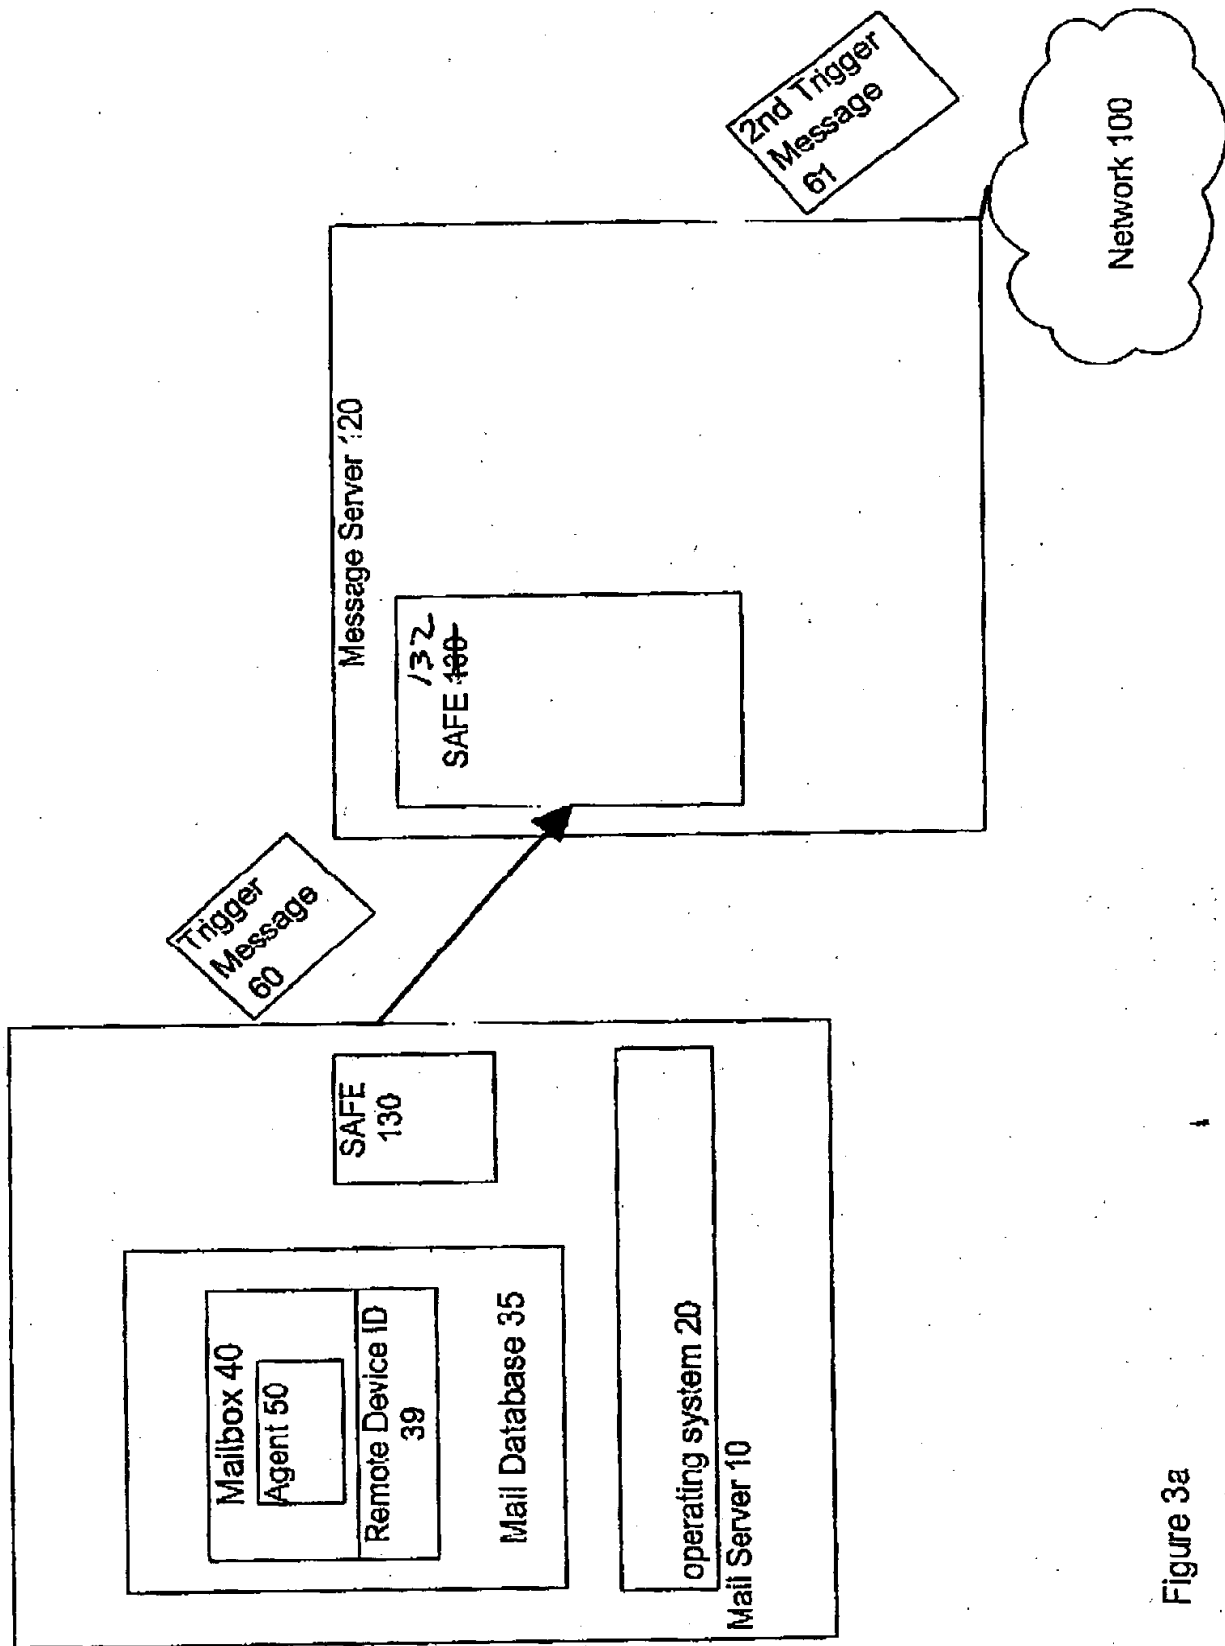 Mailbox 40
Agent 50
Remote Device ID
39
Mail Database 35
SAFE
130
operating system 20
Mail Server 10
Trigger
Message
60
Message Server 120
132
SAFE 130
2nd Trigger
Message
61
Network 100
Figure 3a